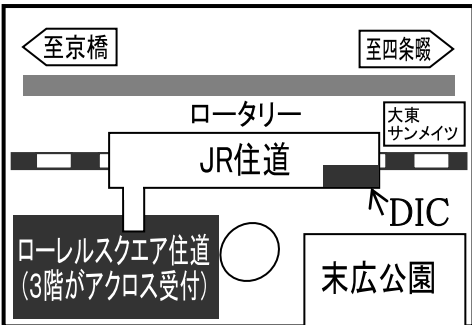 至京橋
至四条畷
ロータリー
大東
サンメイツ
JR住道
DIC
ローレルスクエア住道
(3階がアクロス受付)
末広公園